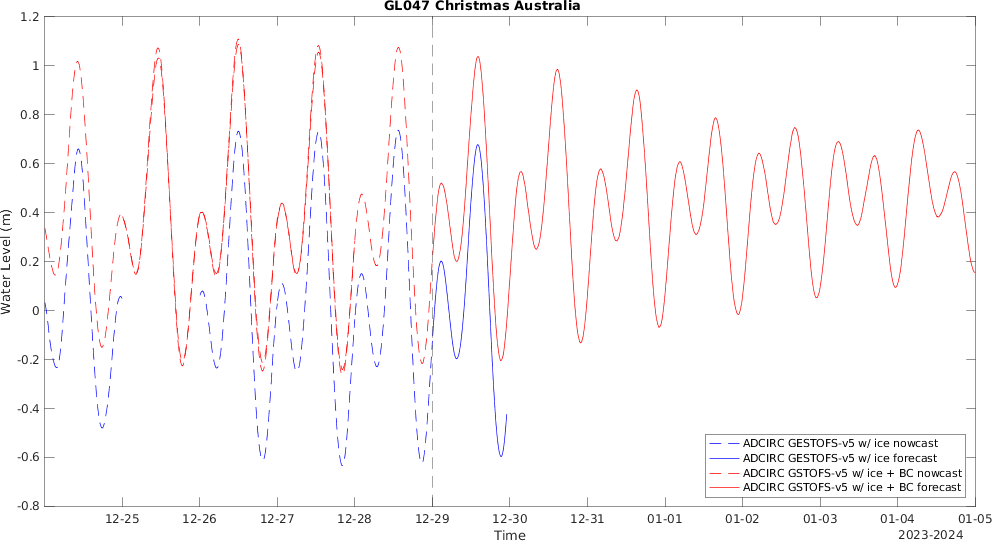 GL047 Christmas Australia
1.2
1
0.8
0.6
0.4
0.2
0
-0.2
-0.4
-0.6
-0.8
Water Level (m)
ADCIRC GESTOFS-v5 w/ ice nowcast
ADCIRC GESTOFS-v5 w/ ice forecast
ADCIRC GSTOFS-v5 w/ ice + BC nowcast
ADCIRC GSTOFS-v5 w/ ice + BC forecast
12-25 12-26 12-27 12-28 12-29 12-30 12-31 01-01 01-02 01-03 01-04 01-05
Time
2023-2024